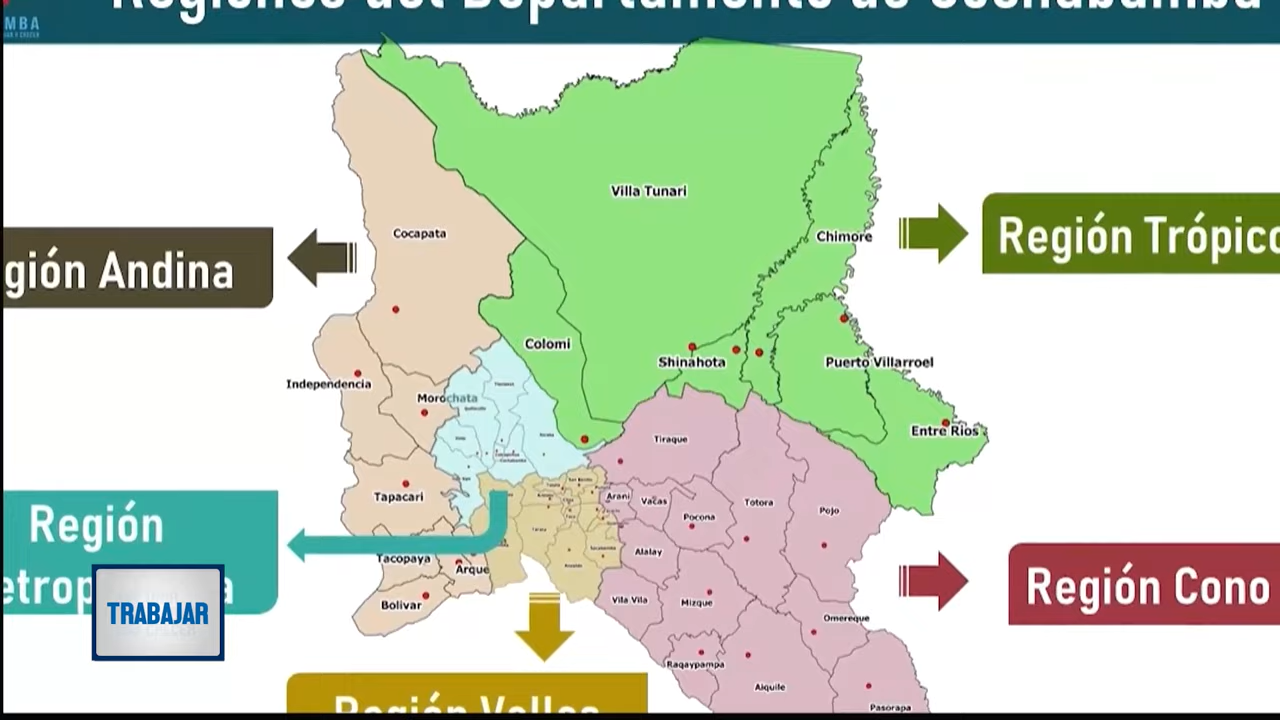 Regiones del Departamento de Cochabamba
MBA
Villa Tunari
Cocapata
Chimore
Región Trópico
gión Andina
Colomi
Shinahota
Puerto Villarroel
Independencia
Morochata
Entre Rios
Tiraque
Tapacari
Arani
Vacas
Totora
Pojo
Pocona
Región
etrop
a
TRABAJAR
Tacopaya
Arque
Alalay
Región Cono
Bolivar
Vila Vila
Mizque
Omereque
Raqaypampa
Aiquile
Pasorapa
Región Valles